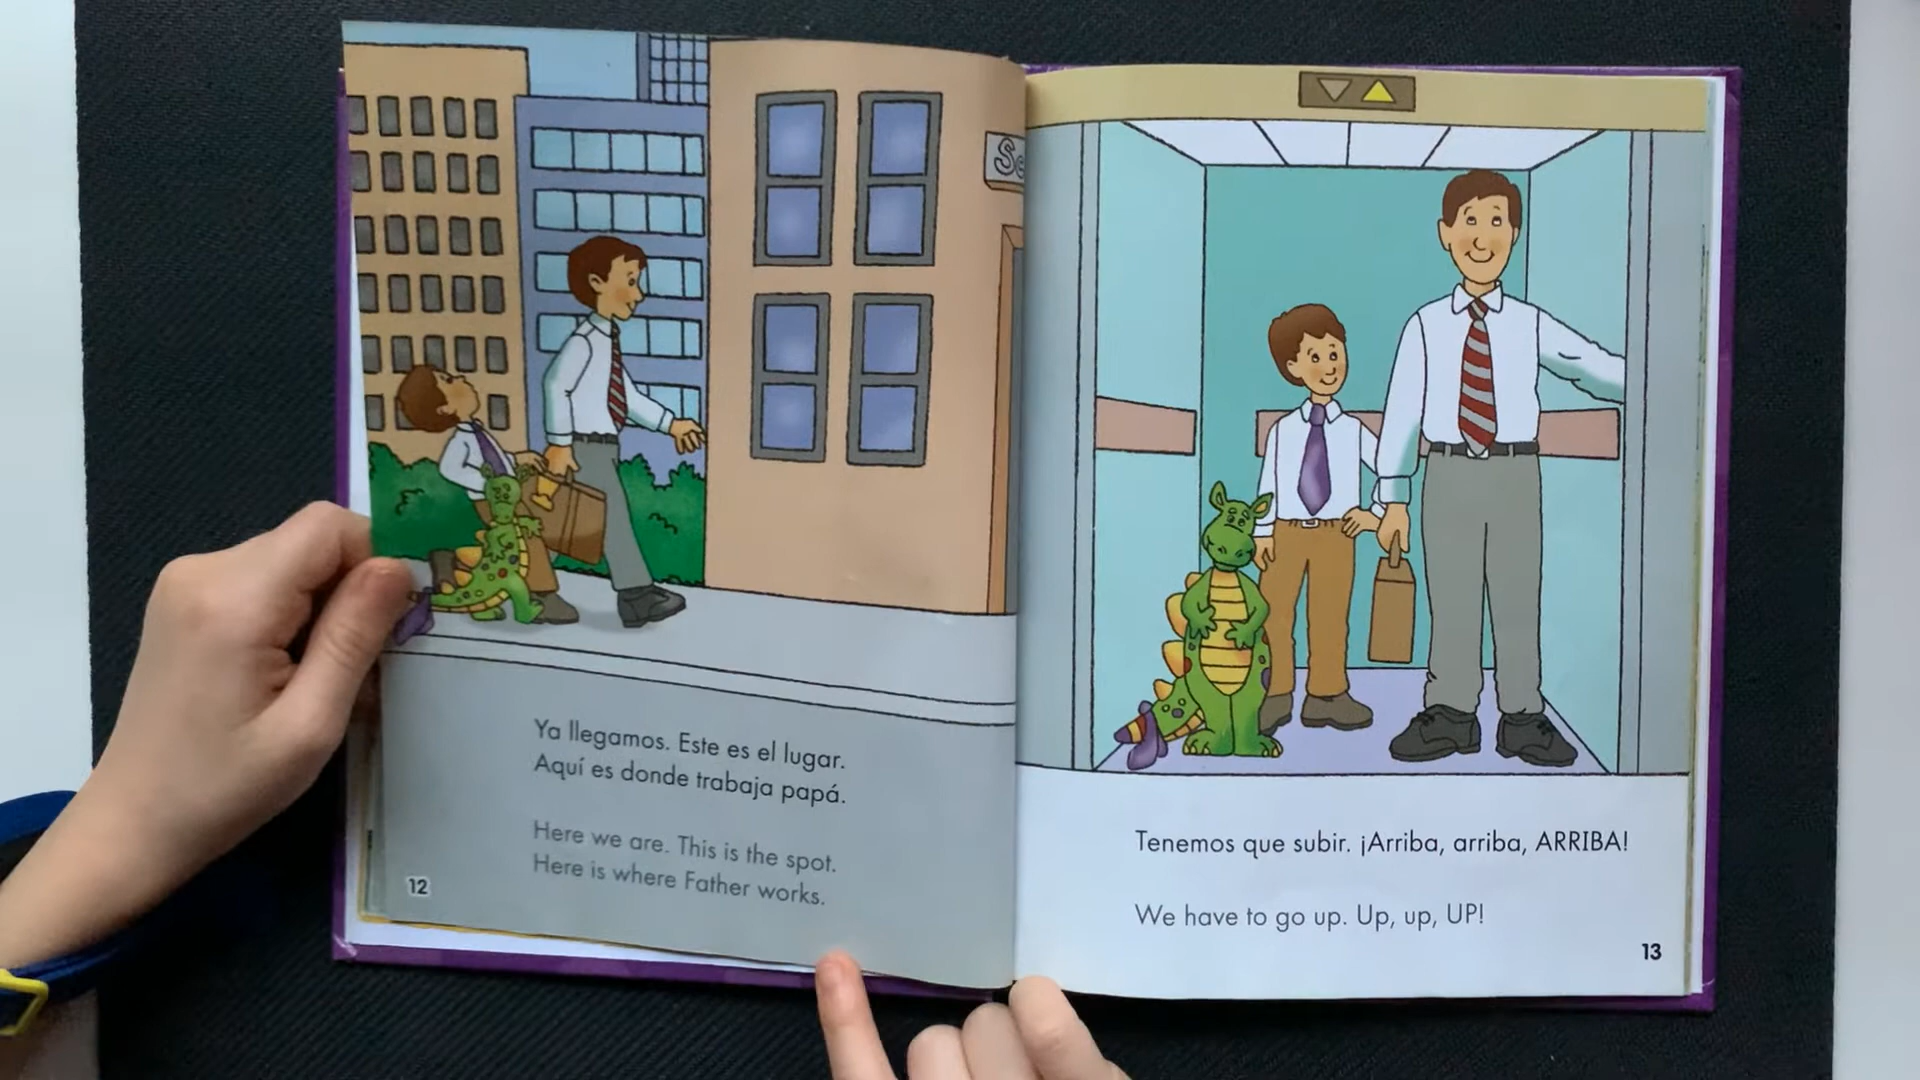 Ya llegamos. Este es el lugar.
Aquí es donde trabaja papá.
Here we are. This is the spot.
Here is where Father works.
12
Tenemos que subir. ¡Arriba, arriba, ARRIBA!
We have to go up. Up, up, UP!
13